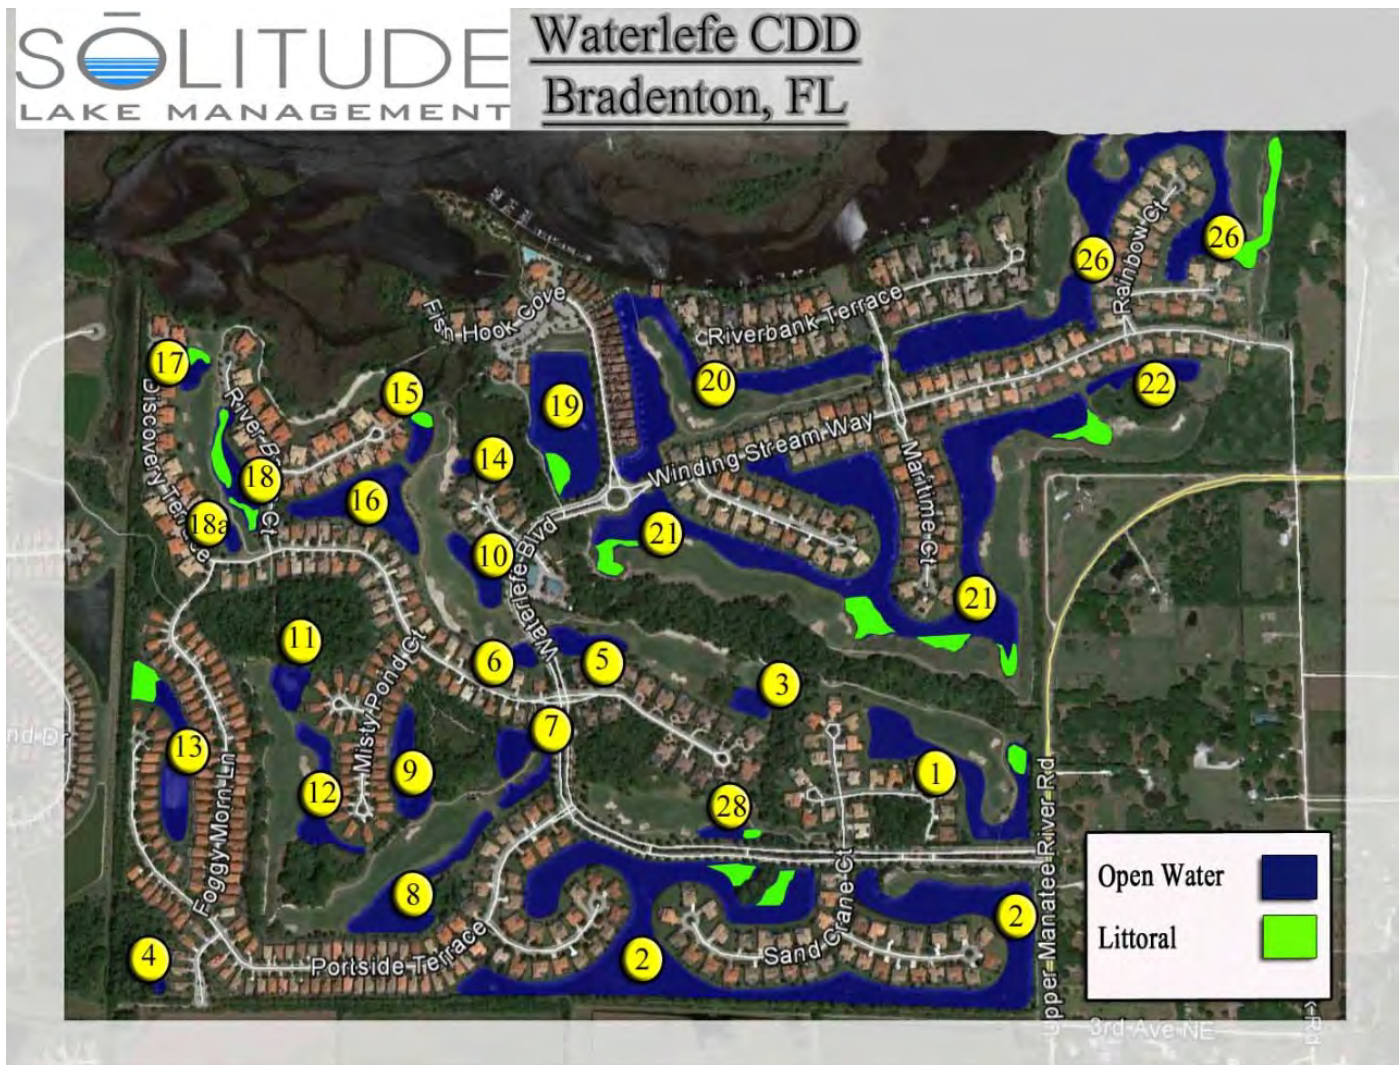 SŌLITUDE
LAKE MANAGEMENT
Waterlefe CDD
Bradenton, FL
26
26
Rainbow Ct
Fish Hook Cove
Riverbank Terrace
17
15
20
22
19
Discovery Terrace
14
Winding Stream Way
Maritime Ct
18
Ct
16
18a
21
10
Waterlefe Blvd
21
11
6
5
3
Misty Pond Ct
7
13
9
12
1
28
Foggy Morn Ln
Upper Manatee River Rd
8
Sand Crane Ct
2
4
2
Portside Terrace
Open Water
Littoral
3rd Ave NE